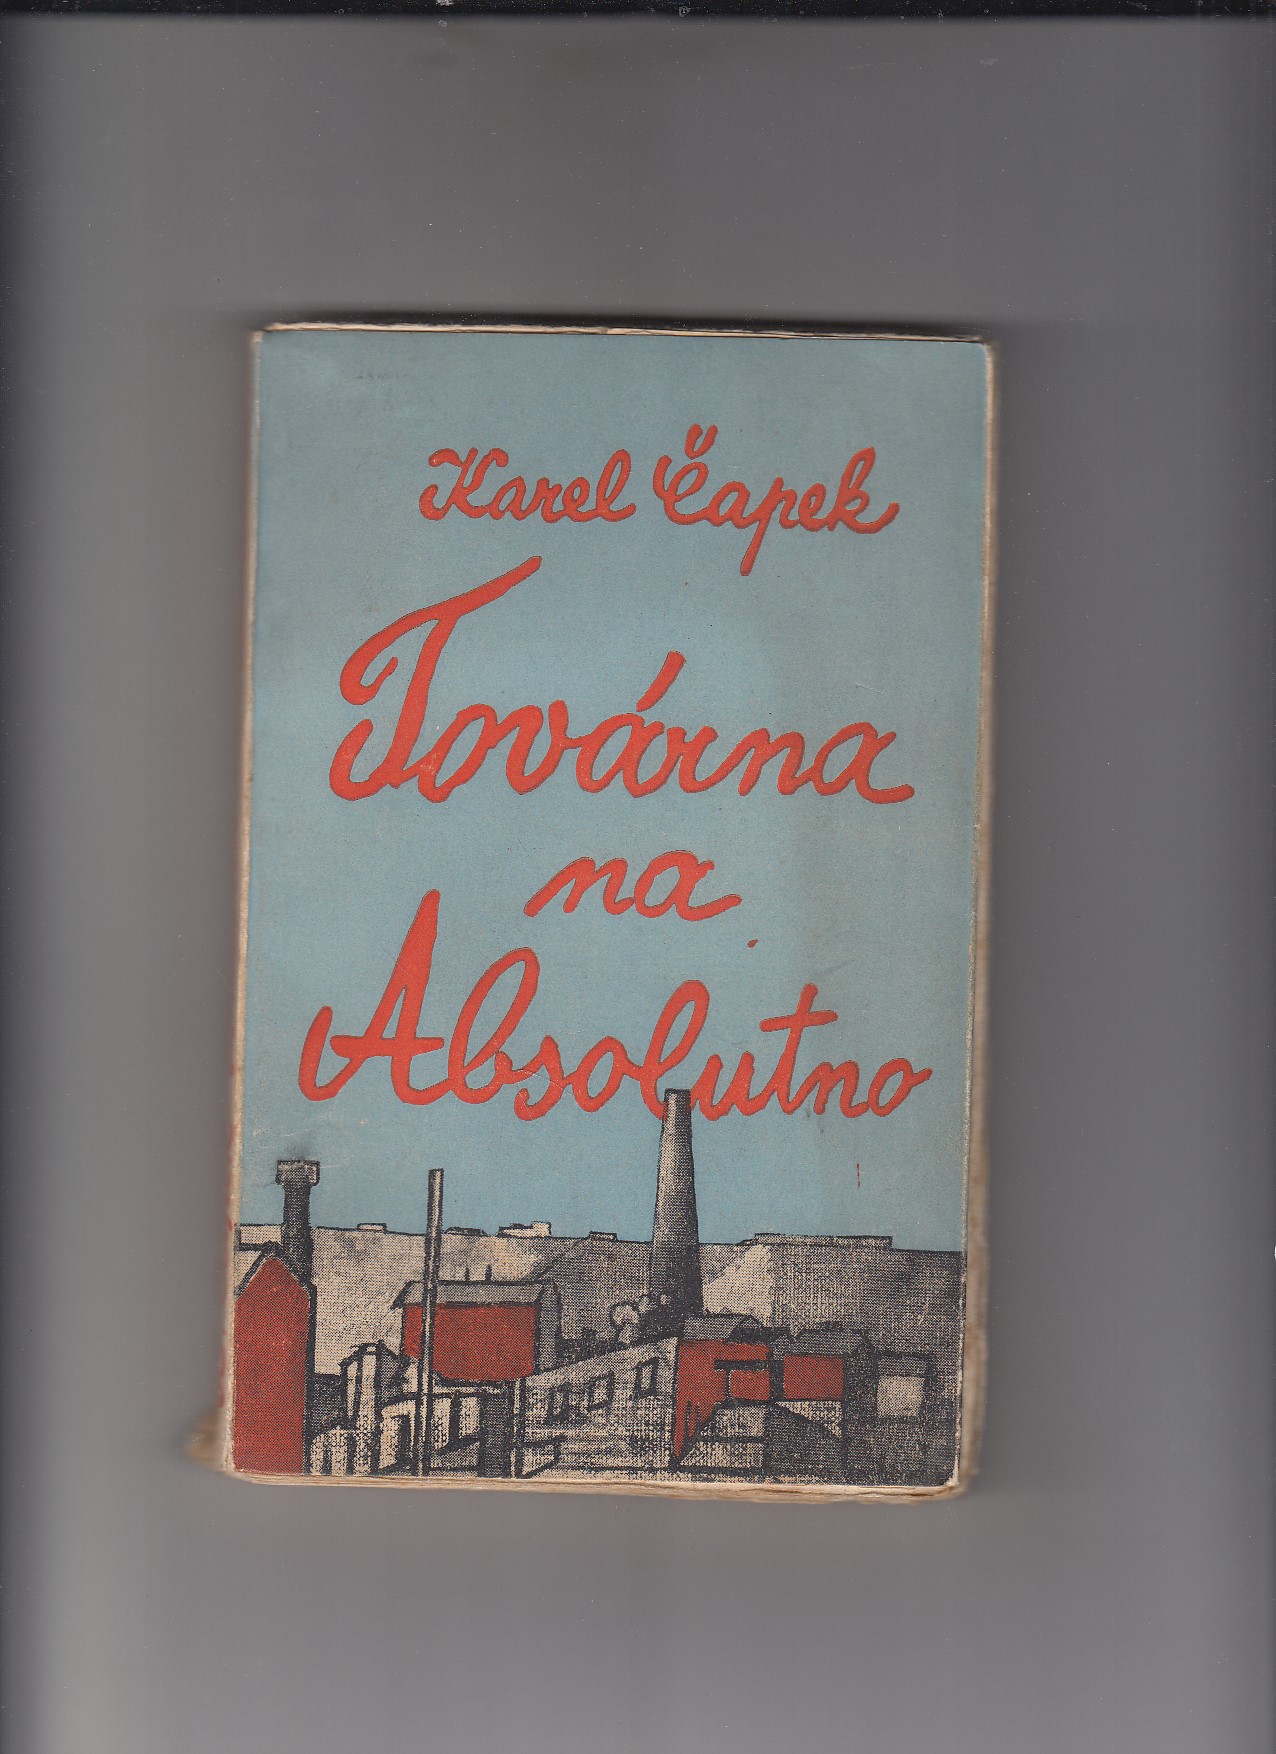 Karel Čapek
Továrna
na
Absolutno